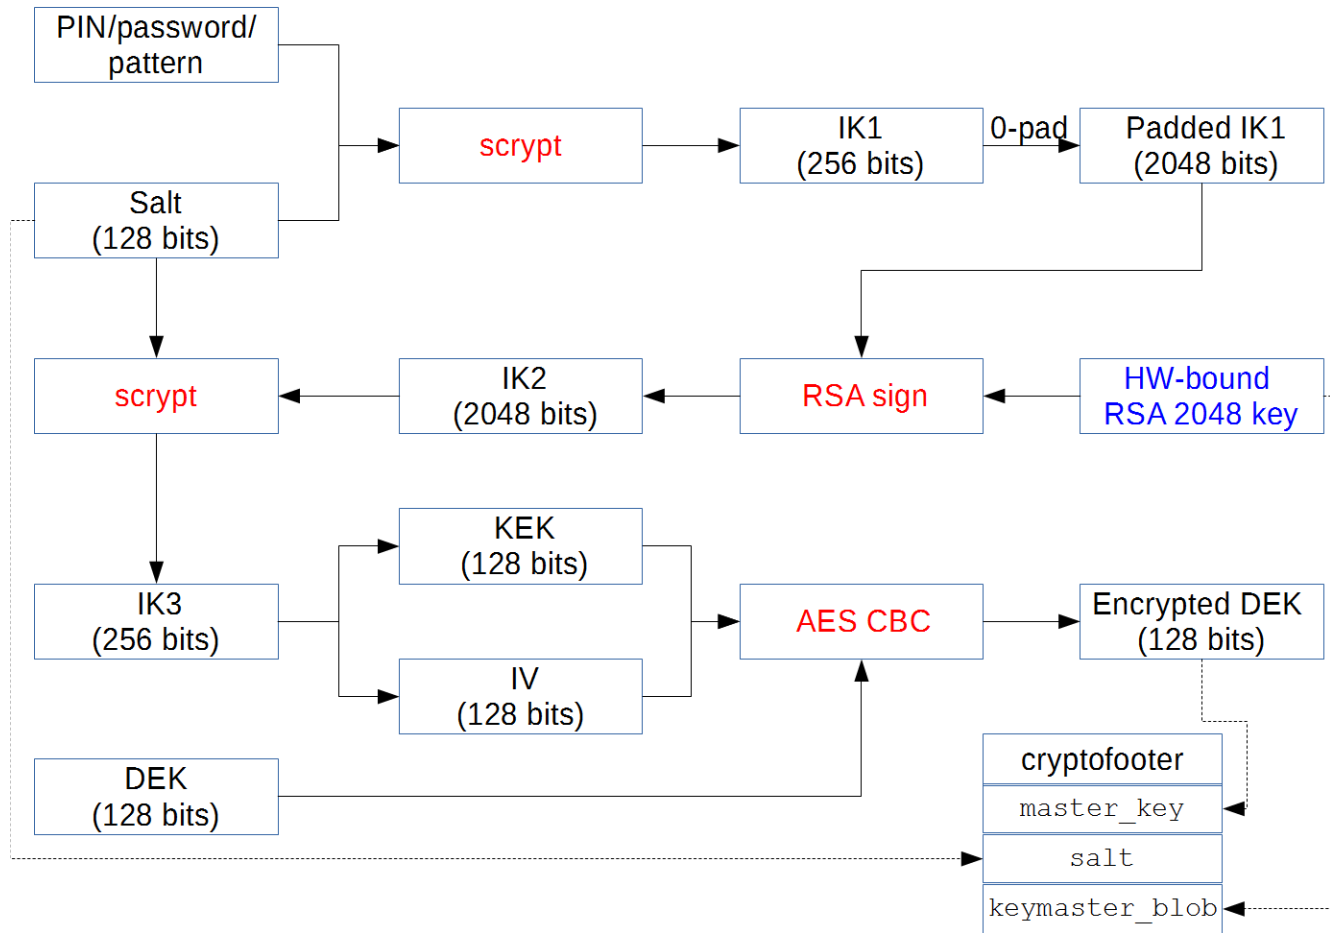 PIN/password/
pattern
scrypt
IK1
(256 bits)
0-pad
Padded IK1
(2048 bits)
Salt
(128 bits)
scrypt
IK2
(2048 bits)
RSA sign
HW-bound
RSA 2048 key
KEK
(128 bits)
IK3
(256 bits)
AES CBC
Encrypted DEK
(128 bits)
IV
(128 bits)
DEK
(128 bits)
cryptofooter
master_key
salt
keymaster_blob